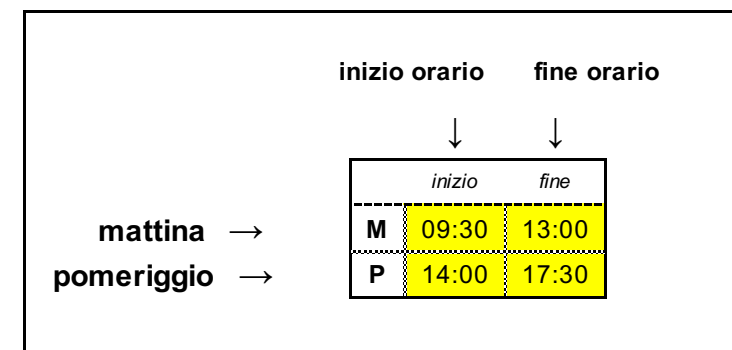 inizio orario fine orario
↓ ↓
inizio fine
mattina → M 09:30 13:00
pomeriggio → P 14:00 17:30